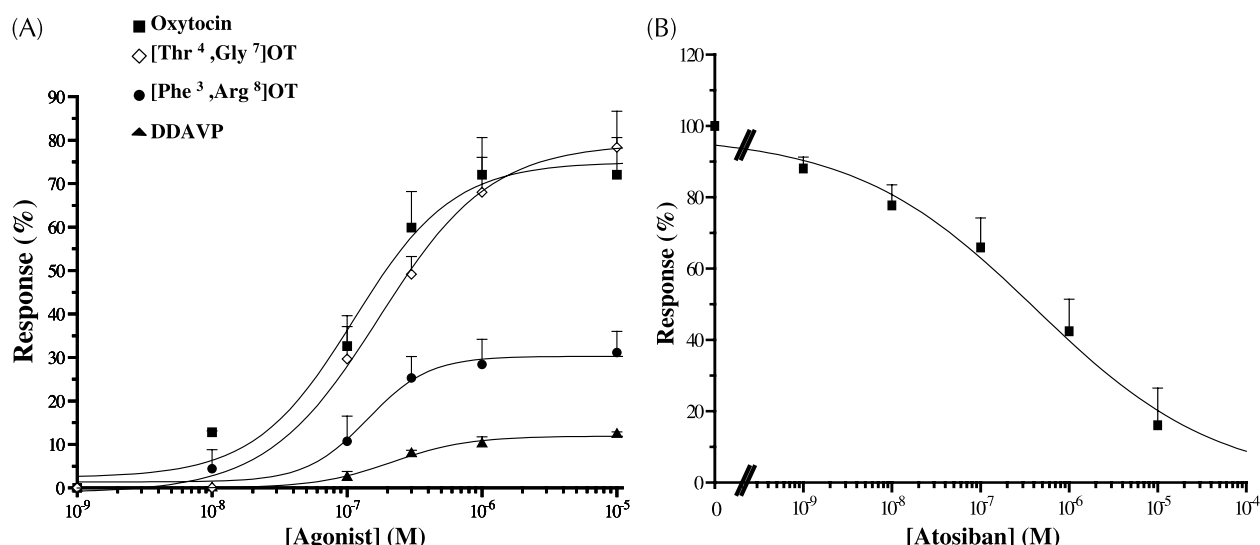 (A)
Oxytocin
[Thr 4 ,Gly 7 ]OT
[Phe 3 ,Arg 8 ]OT
DDAVP
90
80
70
60
50
40
30
20
10
0
Response (%)
10-9
10-8
10-7
10-6
10-5
[Agonist] (M)
(B)
120
100
80
60
40
20
0
Response (%)
0
10-9
10-8
10-7
10-6
10-5
10-4
[Atosiban] (M)